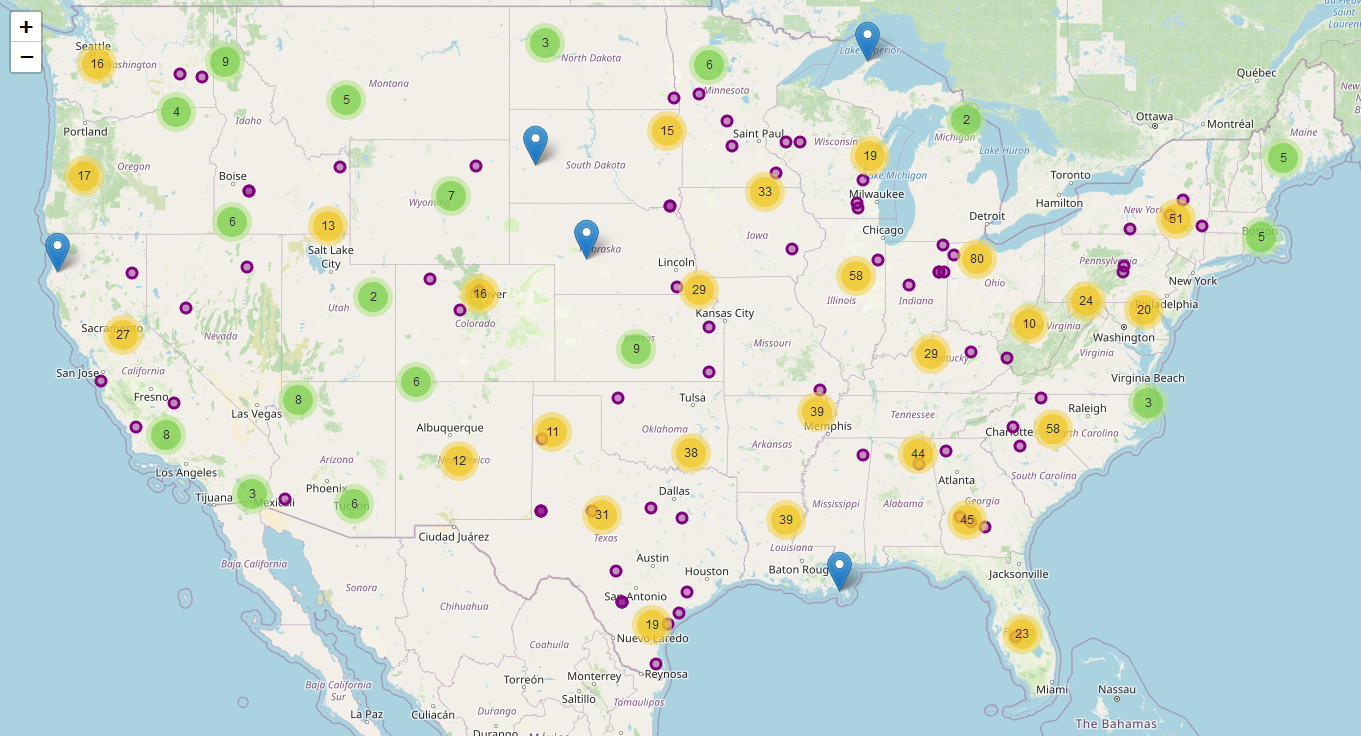 +
−
Seattle
16
Washington
9
3
North Dakota
6
Minnesota
Lake Superior
Québec
Montana
5
4
Portland
Idaho
15
Saint Paul
Wisconsin
2
Michigan
Lake Huron
Ottawa
Montréal
Maine
New
5
17
Oregon
Boise
South Dakota
19
Lake Michigan
Toronto
Hamilton
7
Wyoming
33
Milwaukee
6
13
Salt Lake
City
Nebraska
Iowa
Chicago
Detroit
New York
51
Boston
5
Lincoln
80
Pennsylvania
58
Illinois
Indiana
Ohio
New York
2
Utah
16
Denver
Colorado
29
Kansas City
24
20
Philadelphia
Sacramento
27
Nevada
10
Virginia
Washington
Kansas
9
Missouri
29
Kentucky
Virginia
San Jose
California
Fresno
6
Virginia Beach
Las Vegas
8
Tulsa
39
Memphis
Tennessee
3
Raleigh
8
Albuquerque
11
Oklahoma
Charlotte
58
North Carolina
Los Angeles
Arizona
12
New Mexico
38
Arkansas
44
Atlanta
South Carolina
Tijuana
3
Mexicali
Phoenix
6
Tucson
Dallas
Mississippi
Alabama
Georgia
Ciudad Juárez
31
Texas
39
Louisiana
45
Baja California
Sonora
Austin
Houston
Baton Roug
Jacksonville
Chihuahua
San Antonio
19
Nuevo Laredo
23
Coahuila
Torreón
Monterrey
Reynosa
Baja California
Sur
Saltillo
Tamaulipas
Miami
Nassau
La Paz
Culiacán
Durango
Durango
The Bahamas